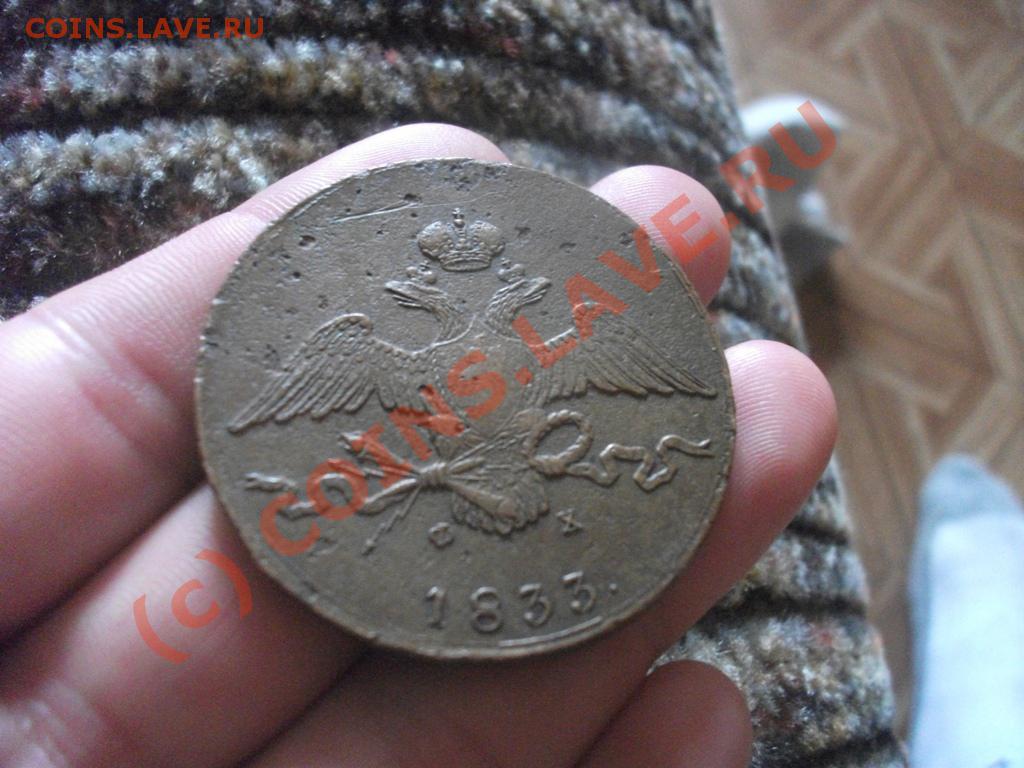 COINS.LAVE.RU
(c) COINS.LAVE.RU
Ф Х
1833.